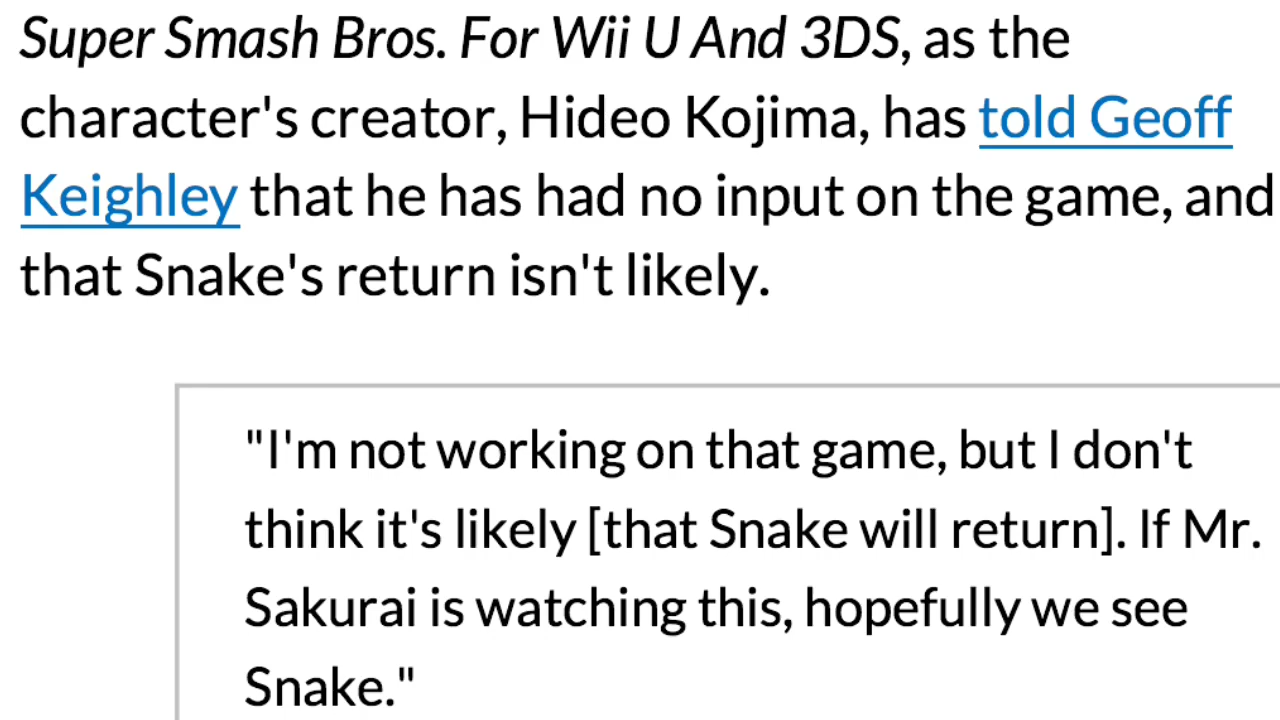 Super Smash Bros. For Wii U And 3DS, as the
character's creator, Hideo Kojima, has told Geoff
Keighley that he has had no input on the game, and
that Snake's return isn't likely.
"I'm not working on that game, but I don't
think it's likely [that Snake will return]. If Mr.
Sakurai is watching this, hopefully we see
Snake."